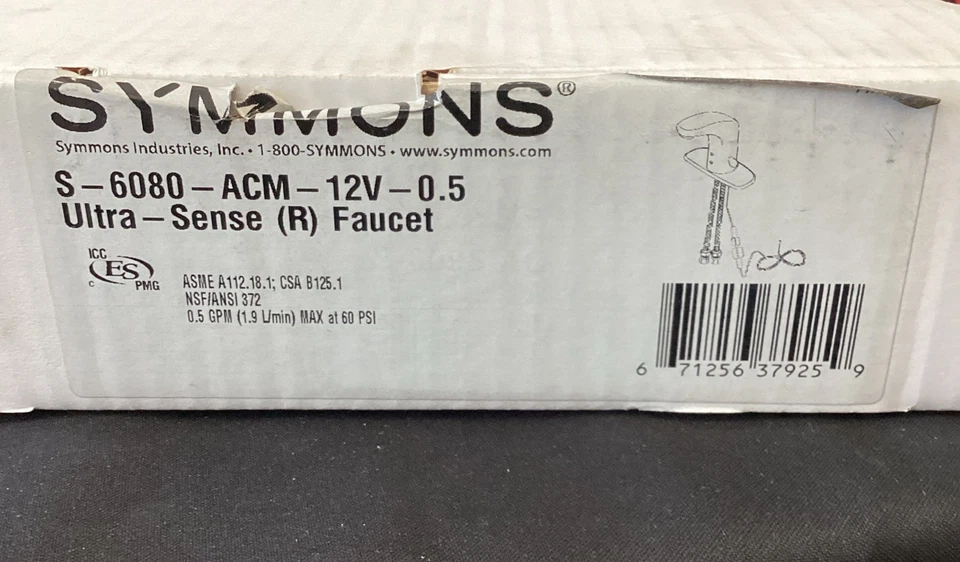 SYMMONS®
Symmons Industries, Inc. • 1-800-SYMMONS • www.symmons.com
S-6080-ACM-12V-0.5
Ultra-Sense (R) Faucet
ICC
ES
C PMG
ASME A112.18.1; CSA B125.1
NSF/ANSI 372
0.5 GPM (1.9 L/min) MAX at 60 PSI
6 71256 37925 9